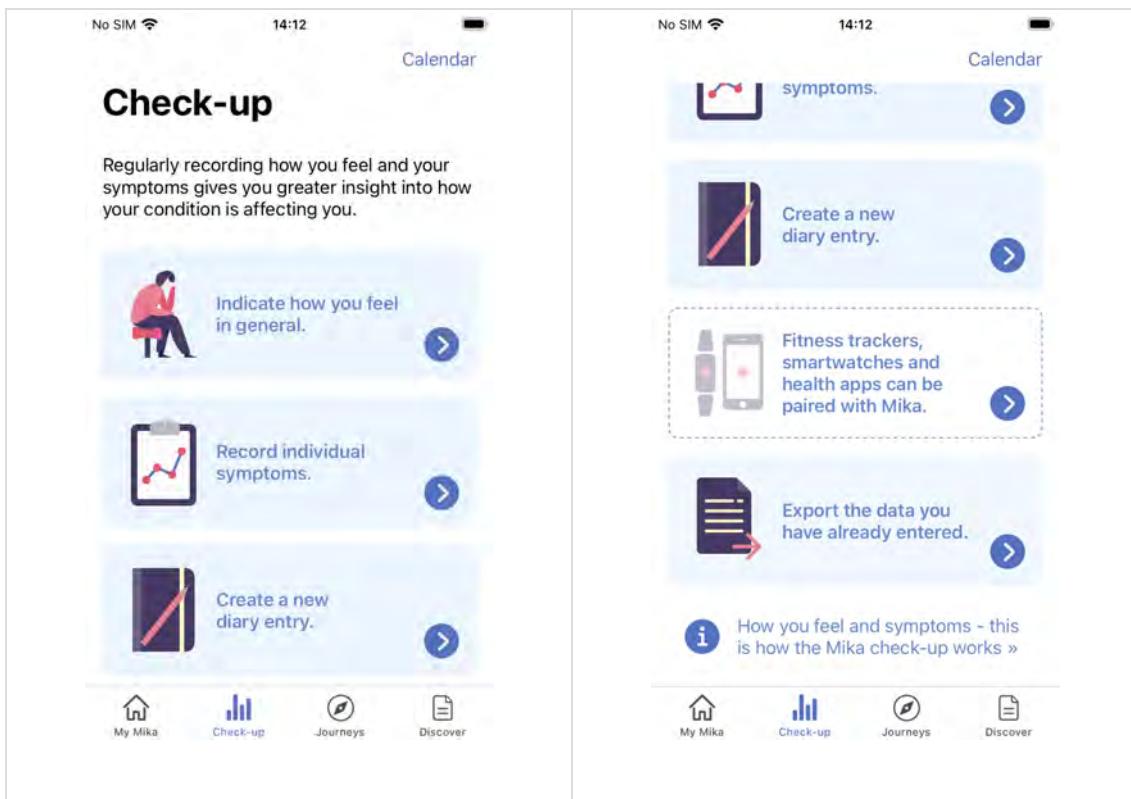 No SIM 14:12
Calendar
Check-up
Regularly recording how you feel and your
symptoms gives you greater insight into how
your condition is affecting you.
Indicate how you feel
in general.
Record individual
symptoms.
Create a new
diary entry.
My Mika Check-up Journeys Discover
No SIM 14:12
Calendar
symptoms.
Create a new
diary entry.
Fitness trackers,
smartwatches and
health apps can be
paired with Mika.
Export the data you
have already entered.
How you feel and symptoms - this
is how the Mika check-up works »
My Mika Check-up Journeys Discover